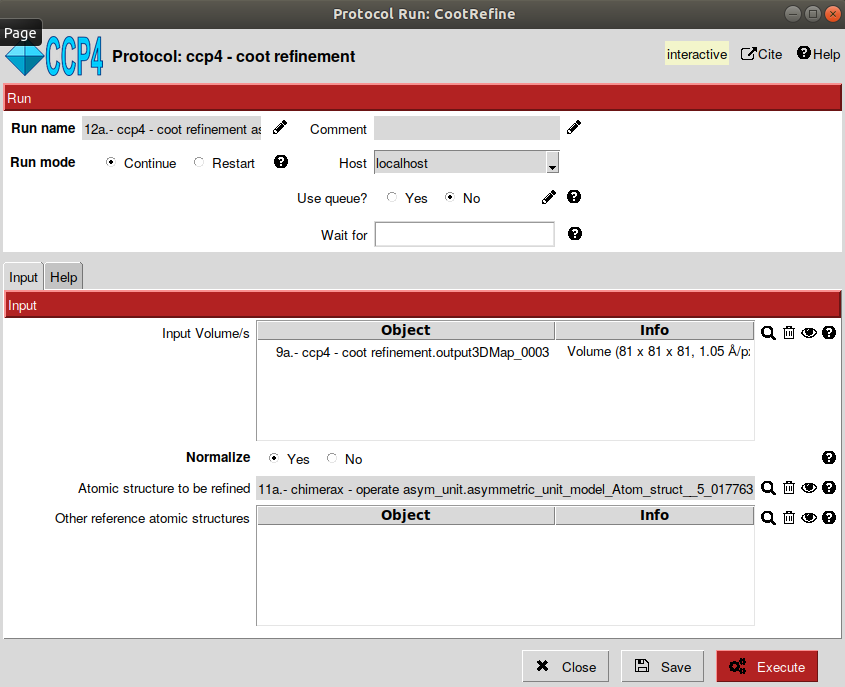 Protocol Run: CootRefine
Page
CCP4 Protocol: ccp4 - coot refinement interactive Cite Help
Run
Run name 12a.- ccp4 - coot refinement as Comment
Run mode Continue Restart Host localhost
Use queue? Yes No
Wait for
Input Help
Input
Input Volume/s Object Info
9a.- ccp4 - coot refinement.output3DMap_0003 Volume (81 x 81 x 81, 1.05 Å/px
Normalize Yes No
Atomic structure to be refined 11a.- chimerax - operate asym_unit.asymmetric_unit_model_Atom_struct__5_017763
Other reference atomic structures Object Info
Close Save Execute